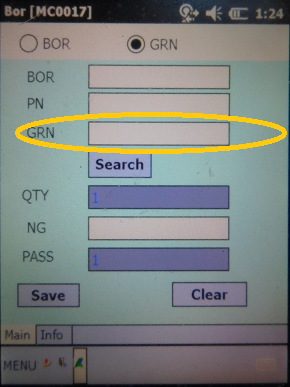 Bor [MC0017] 1:24
BOR GRN
BOR
PN
GRN
Search
QTY 1
NG
PASS 1
Save Clear
Main Info
MENU